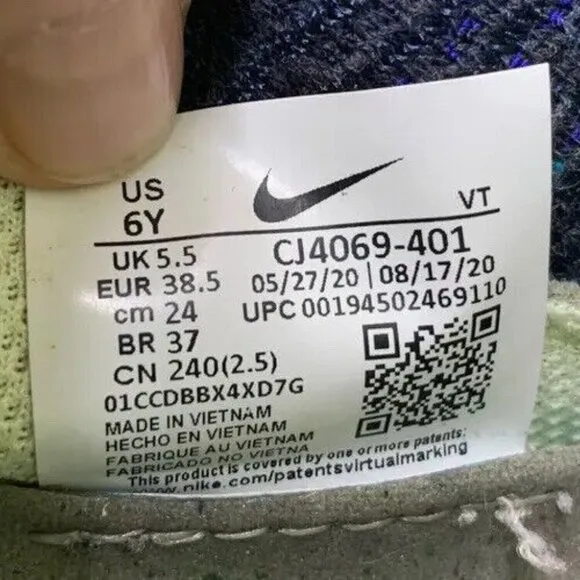 US
6Y
VT
UK 5.5
EUR 38.5
cm 24
BR 37
CN 240(2.5)
CJ4069-401
05/27/20 | 08/17/20
UPC 00194502469110
01CCDBBX4XD7G
MADE IN VIETNAM
HECHO EN VIETNAM
FABRIQUE AU VIETNAM
FABRICADO NO VIETNA
This product is covered by one or more patents:
www.nike.com/patentsvirtualmarking